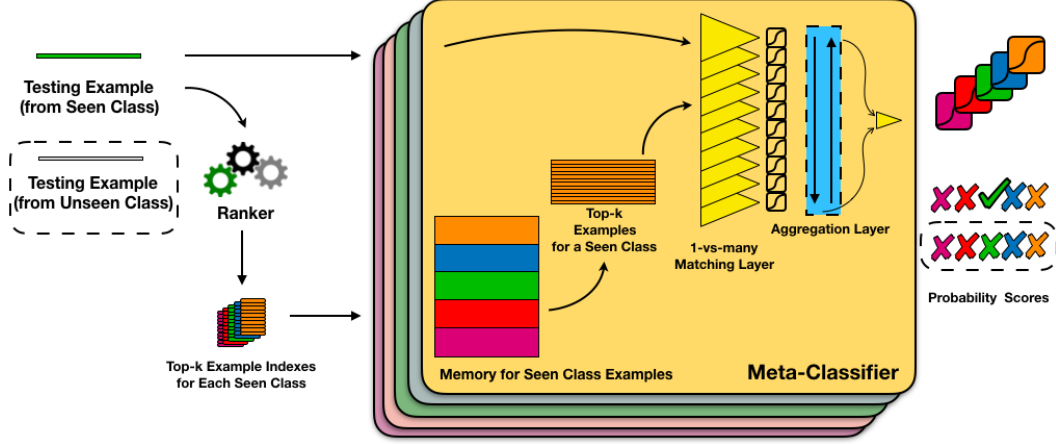 Testing Example
(from Seen Class)
Testing Example
(from Unseen Class)
Ranker
Top-k Example Indexes
for Each Seen Class
Top-k
Examples
for a Seen Class
Memory for Seen Class Examples
1-vs-many
Matching Layer
Aggregation Layer
Meta-Classifier
Probability Scores